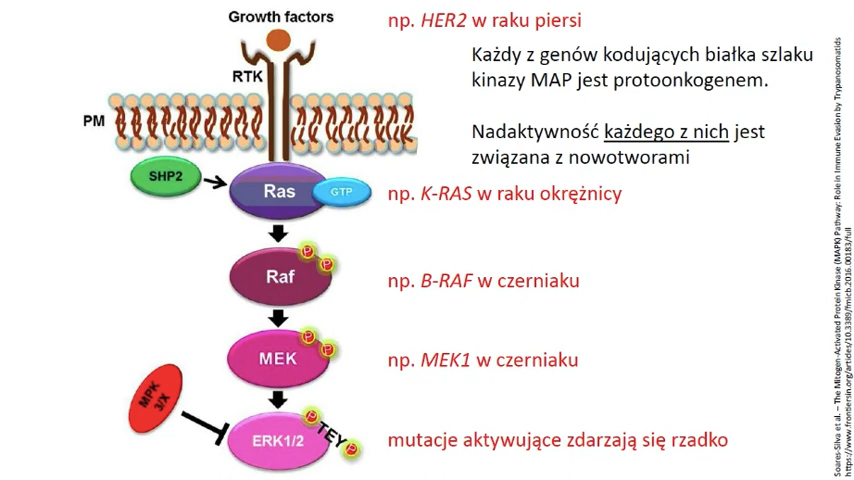 Growth factors
np. HER2 w raku piersi
RTK
Każdy z genów kodujących białka szlaku
kinazy MAP jest protoonkogenem.
PM
Nadaktywność każdego z nich jest
związana z nowotworami
SHP2
Ras
GTP
np. K-RAS w raku okrężnicy
P
P
Raf
np. B-RAF w czerniaku
P
P
MEK
np. MEK1 w czerniaku
MPK
3/X
P
TEY
P
ERK1/2
mutacje aktywujące zdarzają się rzadko
Soares-Silva et al. – The Mitogen-Activated Protein Kinase (MAPK) Pathway: Role in Immune Evasion by Trypanosomatids
https://www.frontiersin.org/articles/10.3389/fmicb.2016.00183/full